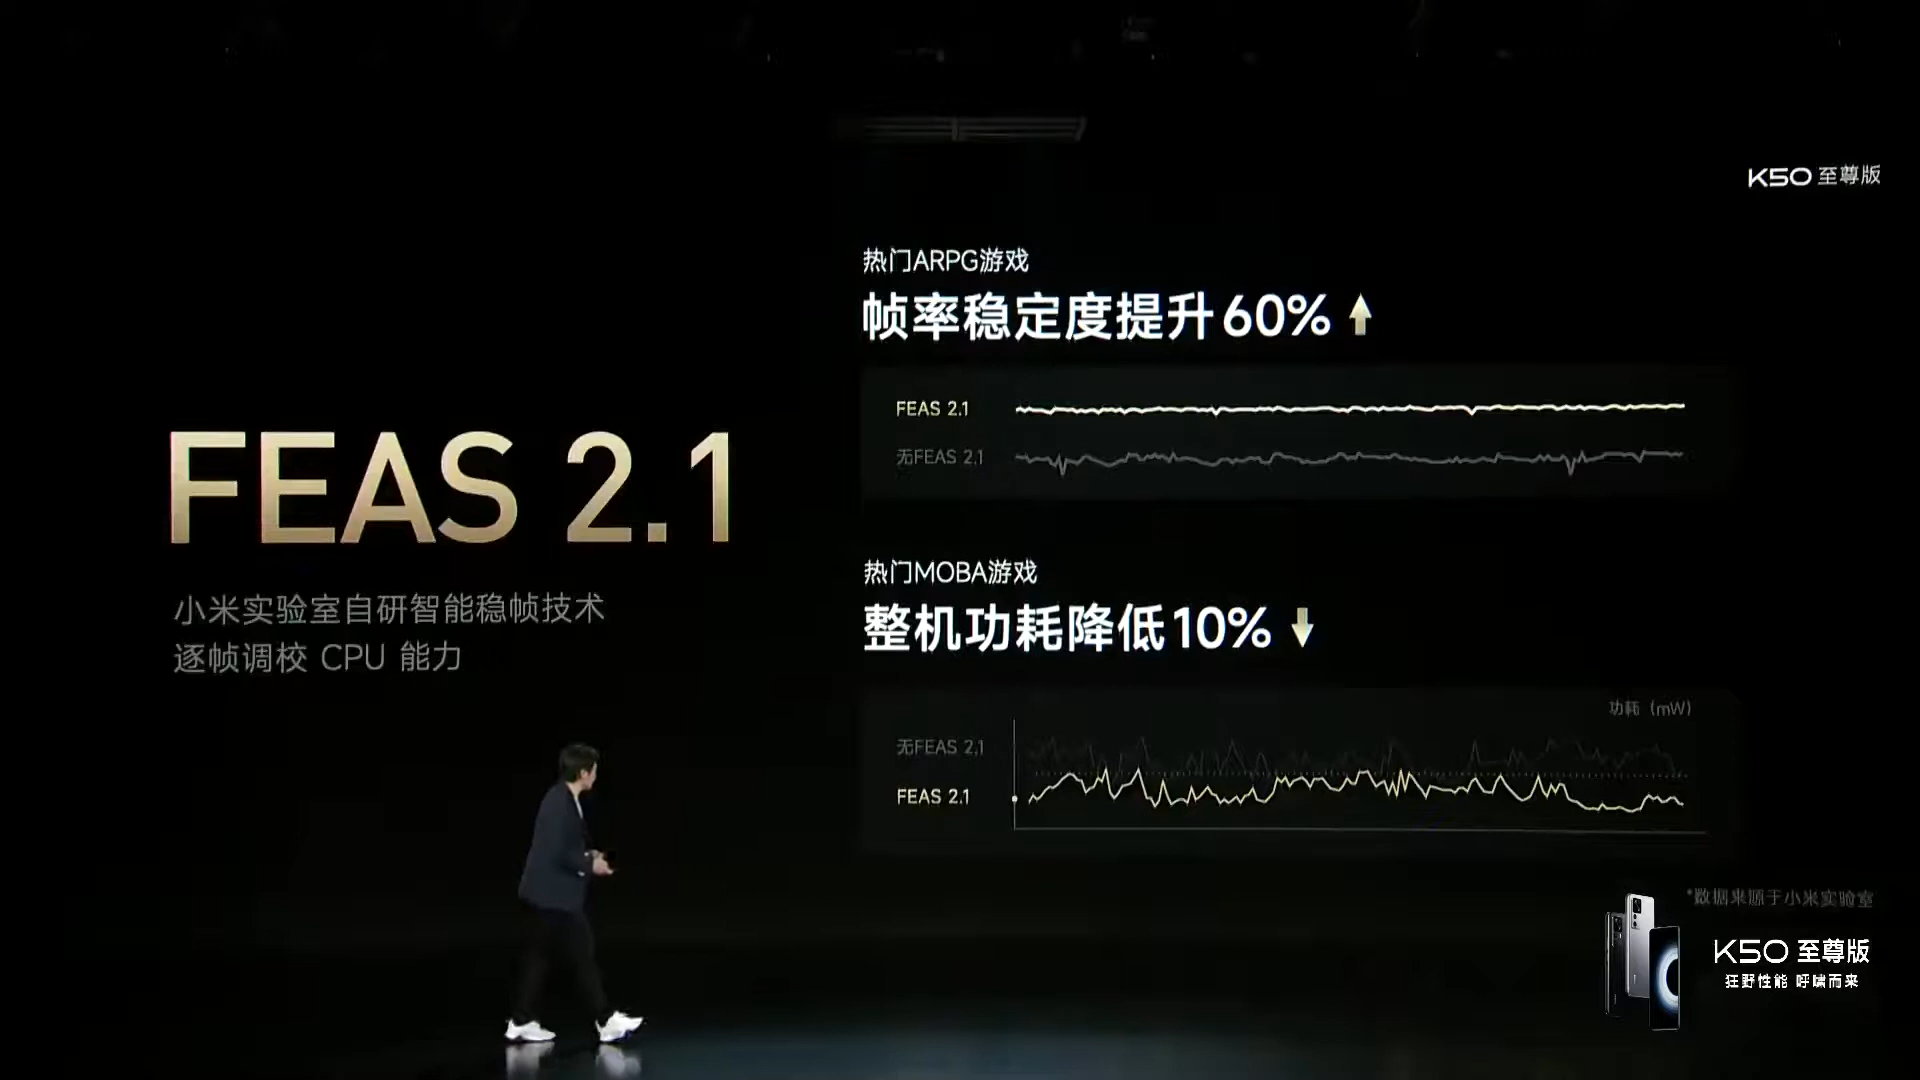 K50 至尊版
FEAS 2.1
小米实验室自研智能稳帧技术
逐帧调校 CPU 能力
热门ARPG游戏
帧率稳定度提升60%
FEAS 2.1
无FEAS 2.1
热门MOBA游戏
整机功耗降低10%
功耗（mW）
无FEAS 2.1
FEAS 2.1
*数据来源于小米实验室
K50 至尊版
狂野性能 呼啸而来